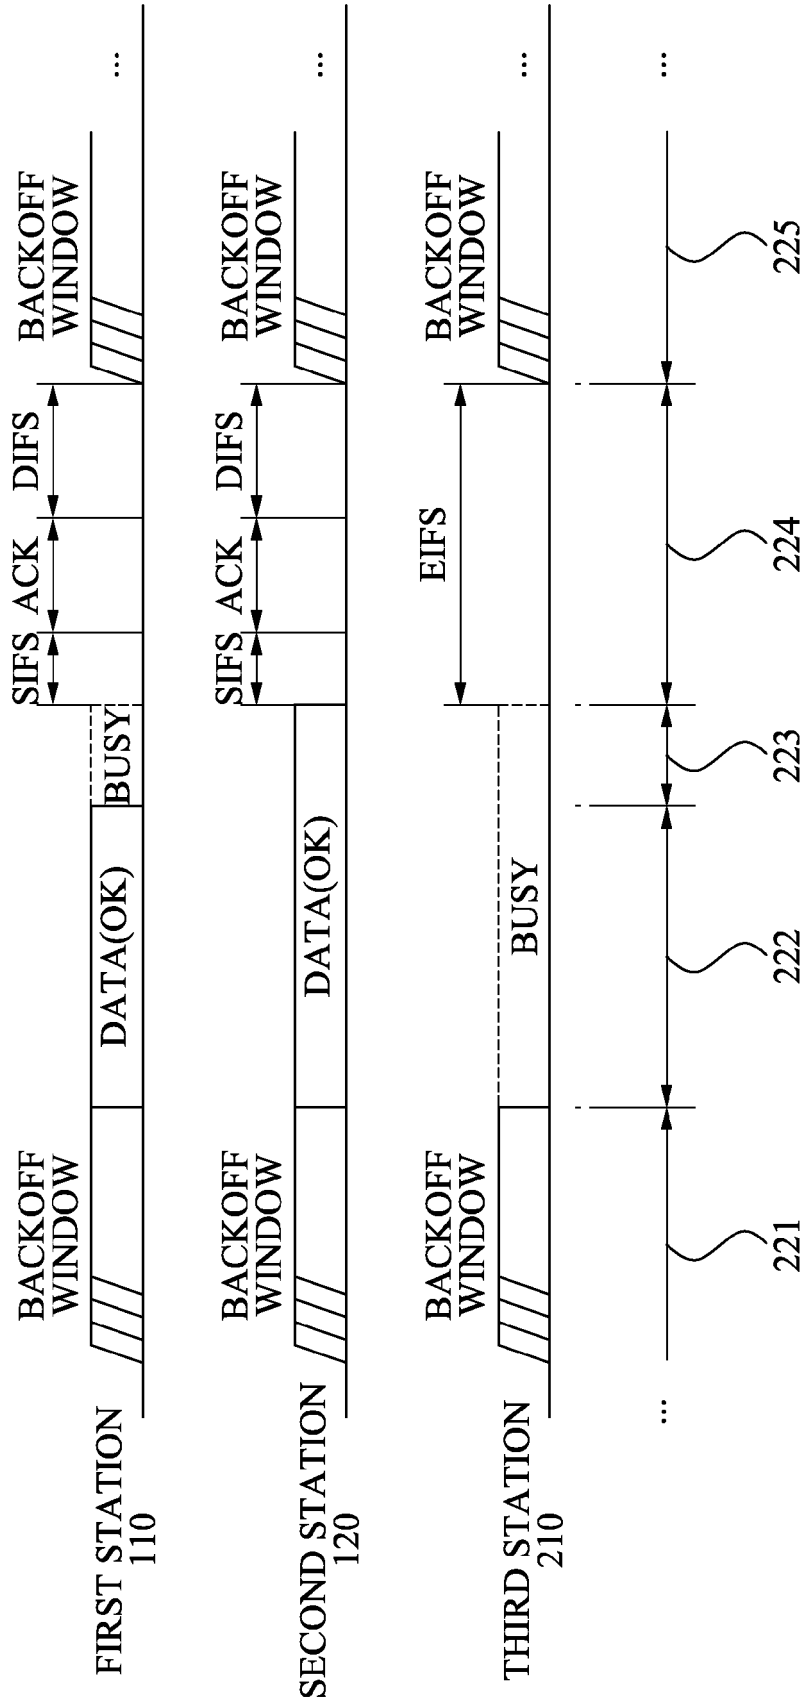 FIRST STATION
110
BACKOFF
WINDOW
DATA(OK)
BUSY
SIFS
ACK
DIFS
BACKOFF
WINDOW
...
SECOND STATION
120
BACKOFF
WINDOW
DATA(OK)
SIFS
ACK
DIFS
BACKOFF
WINDOW
...
THIRD STATION
210
BACKOFF
WINDOW
BUSY
EIFS
BACKOFF
WINDOW
...
...
221
222
223
224
225
...